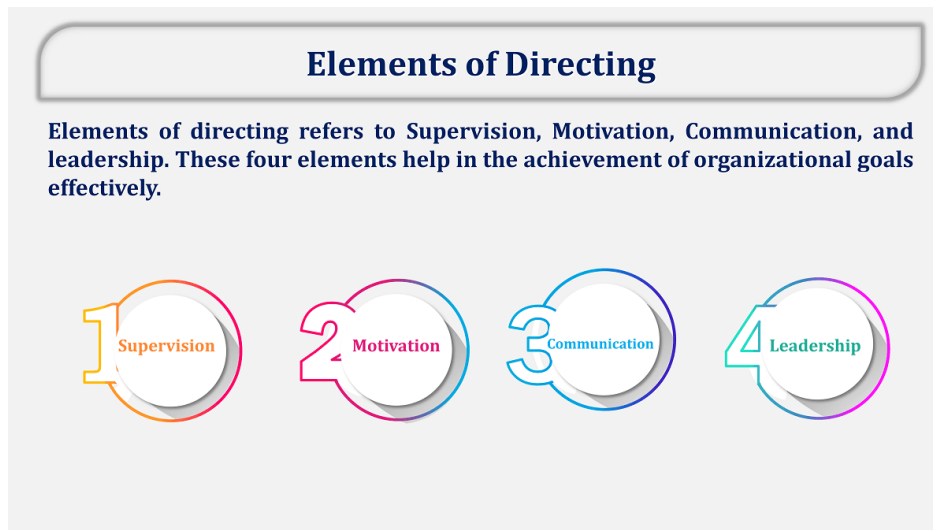 Elements of Directing
Elements of directing refers to Supervision, Motivation, Communication, and
leadership. These four elements help in the achievement of organizational goals
effectively.
1 Supervision
2 Motivation
3 Communication
4 Leadership